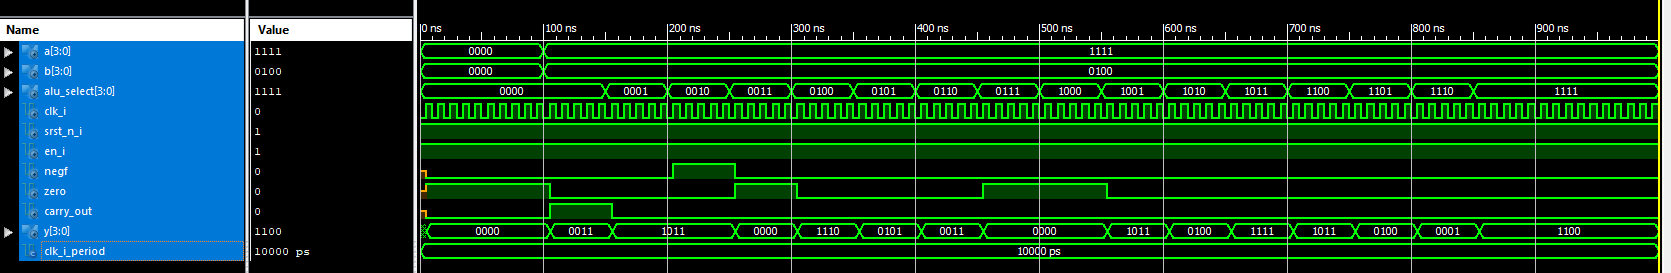 Name Value 0 ns 100 ns 200 ns 300 ns 400 ns 500 ns 600 ns 700 ns 800 ns 900 ns
a[3:0] 1111 0000 1111
b[3:0] 0100 0000 0100
alu_select[3:0] 1111 0000 0001 0010 0011 0100 0101 0110 0111 1000 1001 1010 1011 1100 1101 1110 1111
clk_i 0
srst_n_i 1
en_i 1
negf 0
zero 0
carry_out 0
y[3:0] 1100 0000 0011 1011 0000 1110 0101 0011 0000 1011 0100 1111 1011 0100 0001 1100
clk_i_period 10000 ps 10000 ps